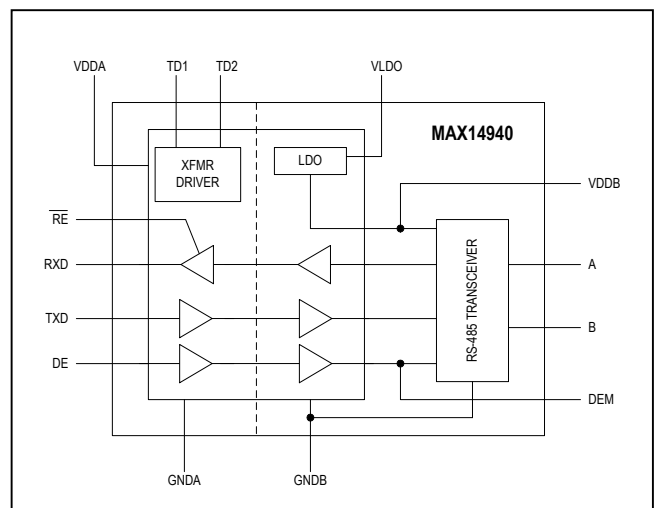 VDDA
TD1
TD2
VLDO
MAX14940
XFMR
DRIVER
LDO
VDDB
RE
RXD
A
RS-485 TRANSCEIVER
TXD
B
DE
DEM
GNDA
GNDB